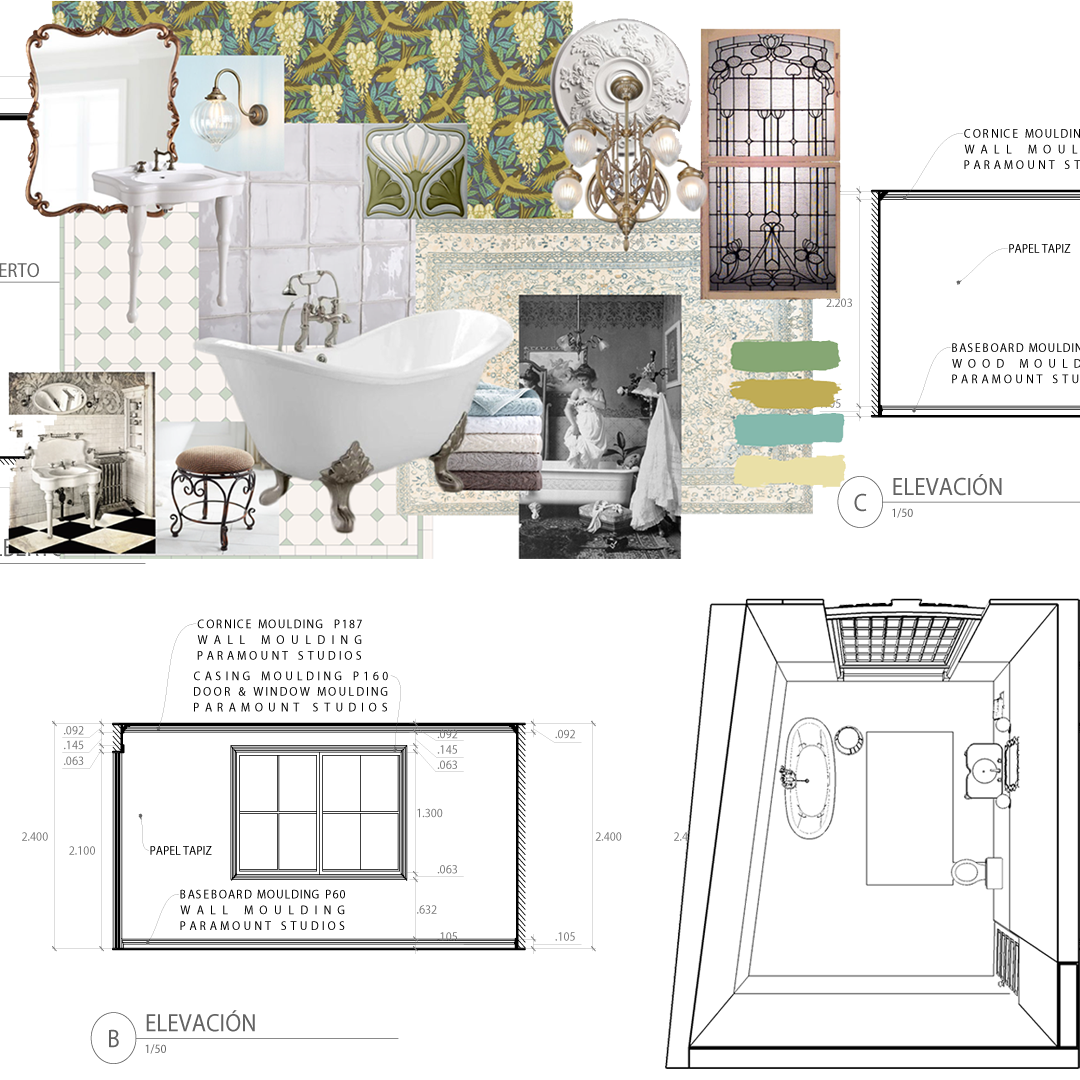 CORNICE MOULDIN
WALL MOUL
PARAMOUNT ST
PAPEL TAPIZ
ERTO
2.203
BASEBOARD MOULDIN
WOOD MOULD
PARAMOUNT STU
C
ELEVACIÓN
1/50
CORNICE MOULDING P187
WALL MOULDING
PARAMOUNT STUDIOS
CASING MOULDING P160
DOOR & WINDOW MOULDING
PARAMOUNT STUDIOS
.092
.145
.063
.092
.145
.063
.092
1.300
2.400
2.100
PAPEL TAPIZ
2.400
2.4
.063
BASEBOARD MOULDING P60
WALL MOULDING
PARAMOUNT STUDIOS
.632
.105
.105
B
ELEVACIÓN
1/50